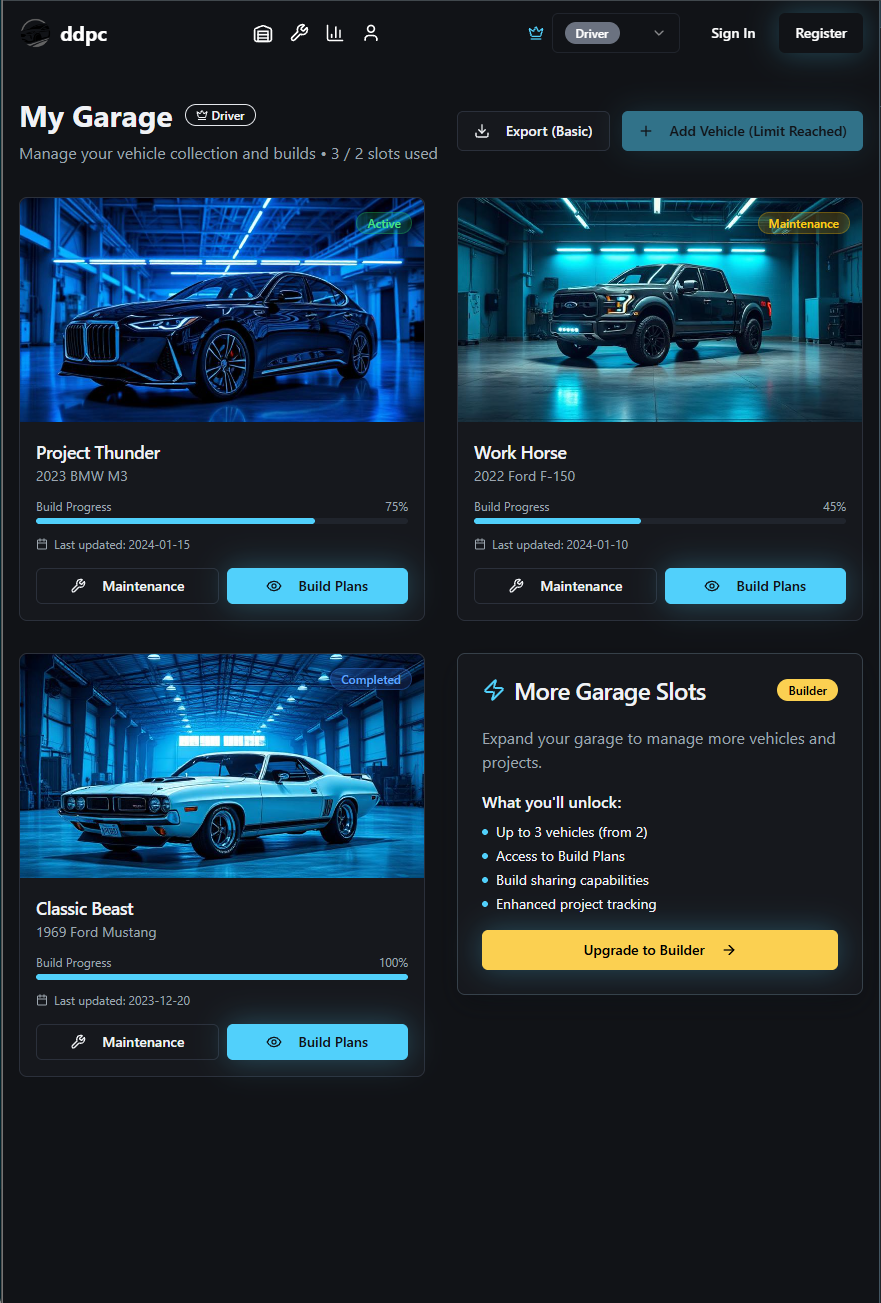 ddpc
Driver
Sign In
Register
My Garage
Driver
Manage your vehicle collection and builds • 3 / 2 slots used
Export (Basic)
Add Vehicle (Limit Reached)
Active
Project Thunder
2023 BMW M3
Build Progress
75%
Last updated: 2024-01-15
Maintenance
Build Plans
Maintenance
Work Horse
2022 Ford F-150
Build Progress
45%
Last updated: 2024-01-10
Maintenance
Build Plans
Completed
Classic Beast
1969 Ford Mustang
Build Progress
100%
Last updated: 2023-12-20
Maintenance
Build Plans
More Garage Slots
Builder
Expand your garage to manage more vehicles and
projects.
What you'll unlock:
Up to 3 vehicles (from 2)
Access to Build Plans
Build sharing capabilities
Enhanced project tracking
Upgrade to Builder